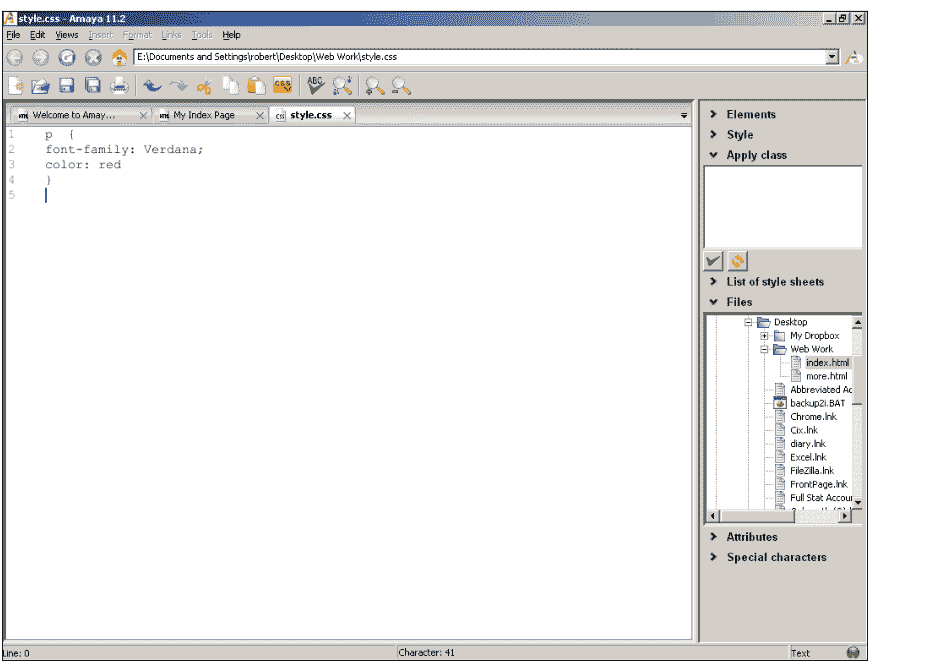 style.css - Amaya 11.2
File Edit Views Insert Format Links Tools Help
E:\Documents and Settings\robert\Desktop\Web Work\style.css
CSS ABC
Welcome to Amay... My Index Page css style.css
1 p {
2 font-family: Verdana;
3 color: red
4 }
5
Elements
Style
Apply class
List of style sheets
Files
Desktop
My Dropbox
Web Work
index.html
more.html
Abbreviated Ac
backup2i.BAT
Chrome.lnk
Cix.lnk
diary.lnk
Excel.lnk
FileZilla.lnk
FrontPage.lnk
Full Stat Accour
Attributes
Special characters
Line: 0 Character: 41 Text